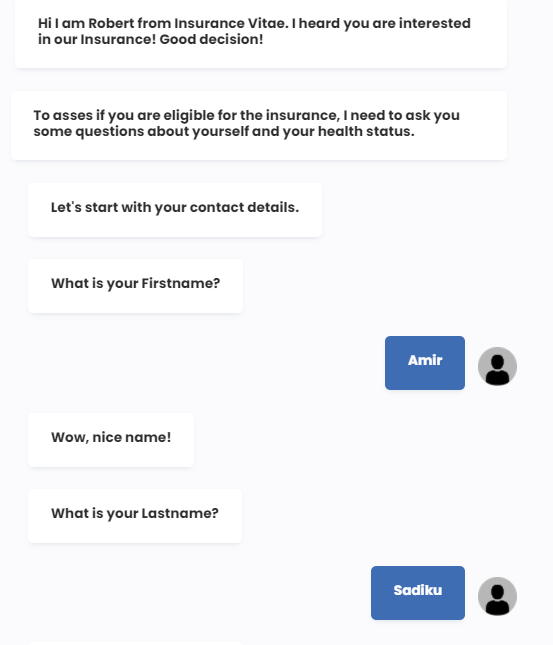 Hi I am Robert from Insurance Vitae. I heard you are interested
in our Insurance! Good decision!
To asses if you are eligible for the insurance, I need to ask you
some questions about yourself and your health status.
Let's start with your contact details.
What is your Firstname?
Amir
Wow, nice name!
What is your Lastname?
Sadiku